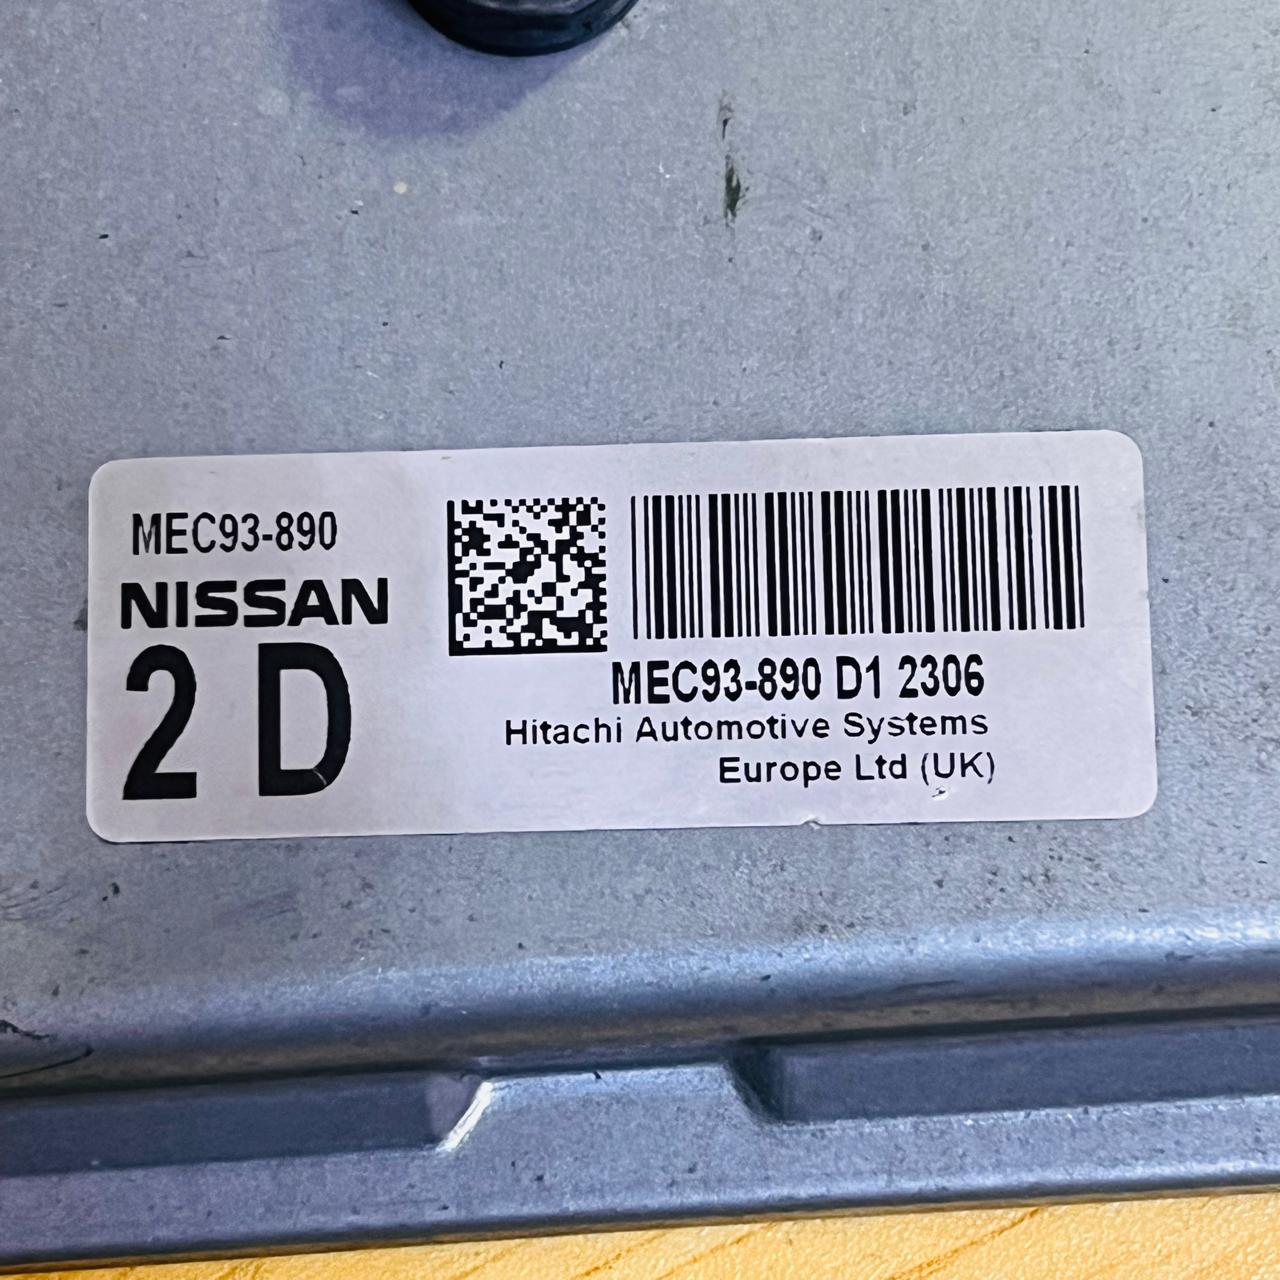 MEC93-890
NISSAN
2 D
MEC93-890 D1 2306
Hitachi Automotive Systems
Europe Ltd (UK)